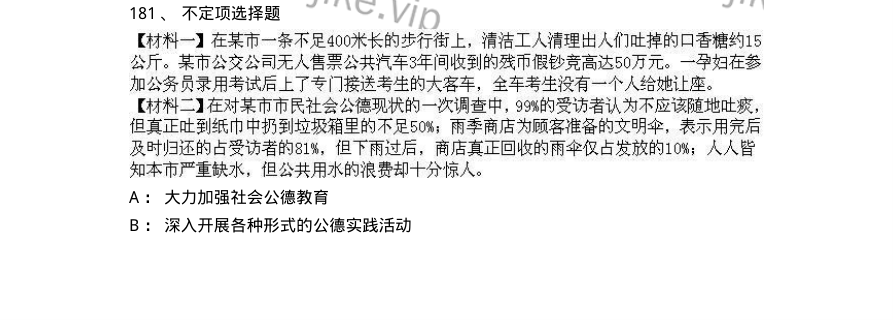 jike.vip
181 、 不定项选择题
【材料一】在某市一条不足400米长的步行街上，清洁工人清理出人们吐掉的口香糖约15
公斤。某市公交公司无人售票公共汽车3年间收到的残币假钞竞高达50万元。一孕妇在参
加公务员录用考试后上了专门接送考生的大客车，全车考生没有一个人给她让座。
【材料二】在对某市市民社会公德现状的一次调查中，99%的受访者认为不应该随地吐痰，
但真正吐到纸巾中扔到垃圾箱里的不足50%；雨季商店为顾客准备的文明伞，表示用完后
及时归还的占受访者的81%，但下雨过后，商店真正回收的雨伞仅占发放的10%；人人皆
知本市严重缺水，但公共用水的浪费却十分惊人。
A ： 大力加强社会公德教育
B ： 深入开展各种形式的公德实践活动